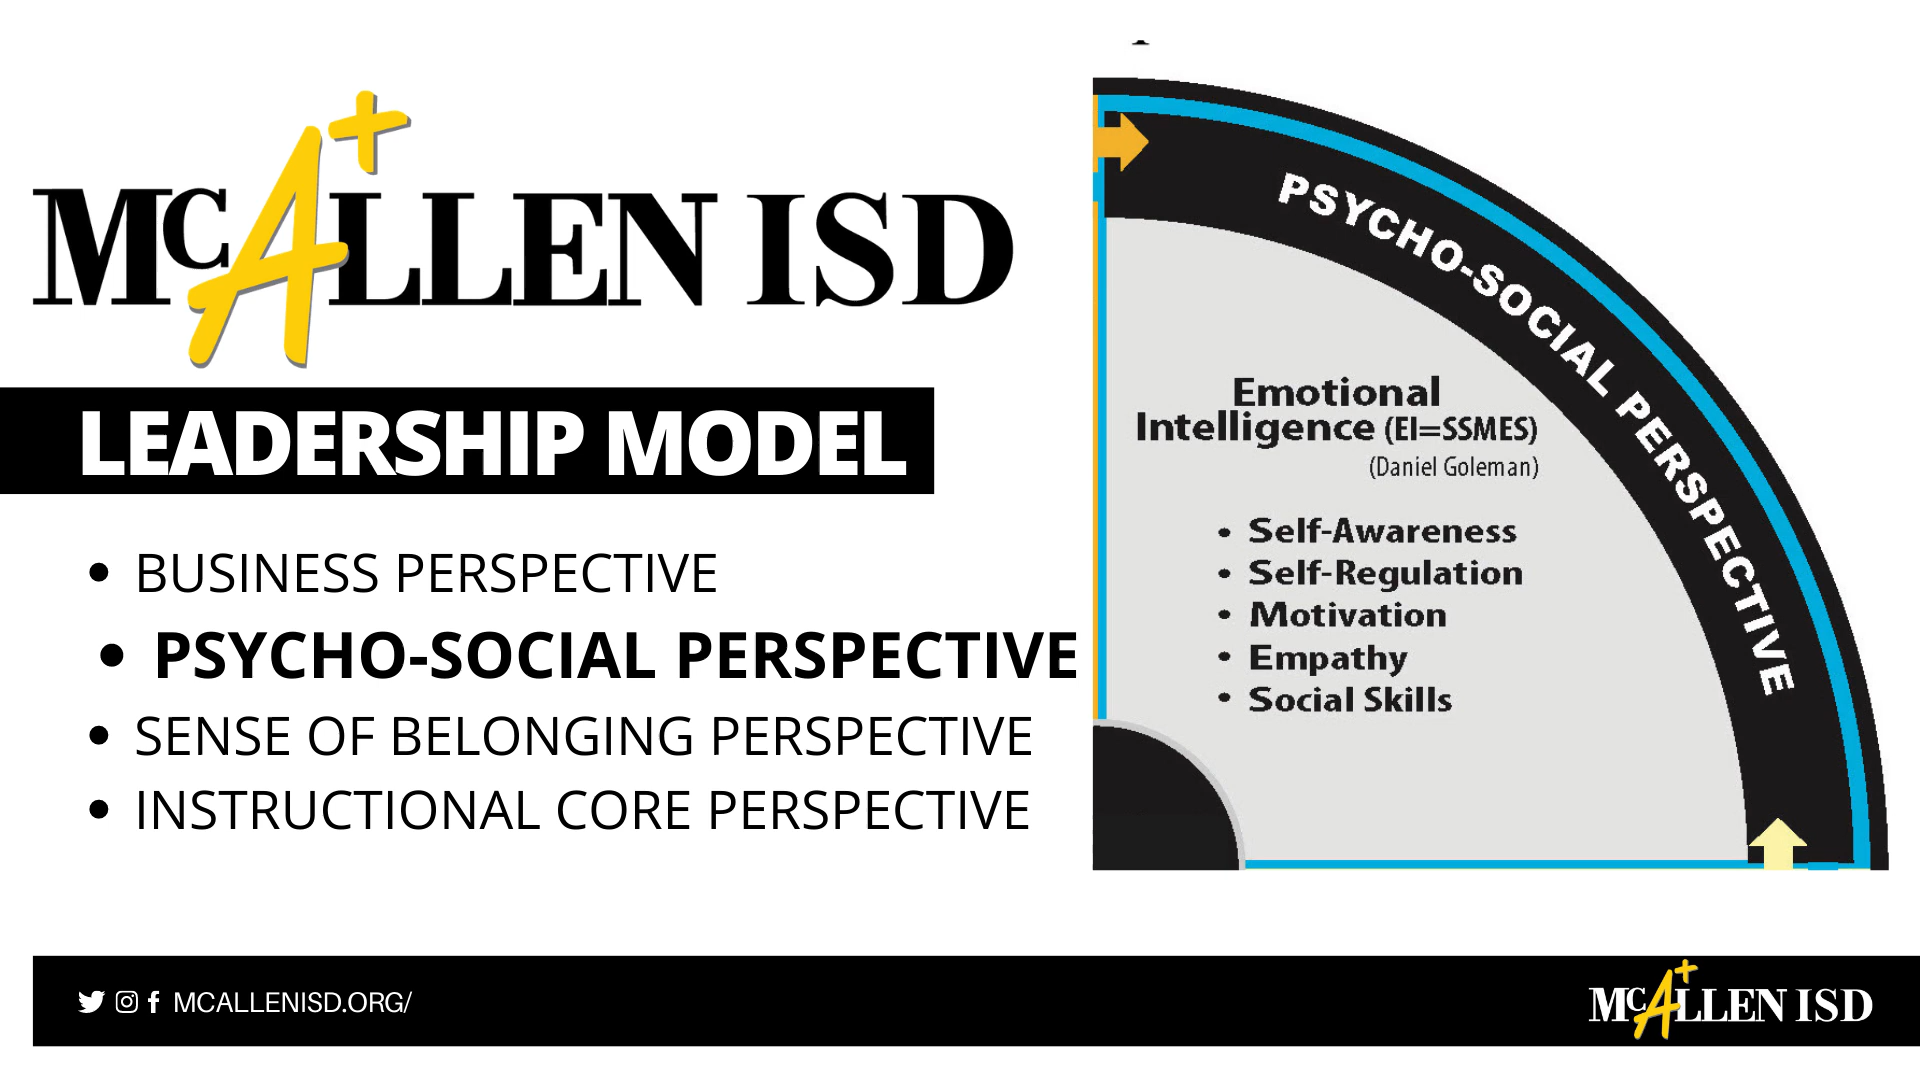 McALLEN ISD
LEADERSHIP MODEL
• BUSINESS PERSPECTIVE
• PSYCHO-SOCIAL PERSPECTIVE
• SENSE OF BELONGING PERSPECTIVE
• INSTRUCTIONAL CORE PERSPECTIVE
PSYCHO-SOCIAL PERSPECTIVE
Emotional
Intelligence (EI=SSMES)
(Daniel Goleman)
• Self-Awareness
• Self-Regulation
• Motivation
• Empathy
• Social Skills
MCALLENISD.ORG/
McALLEN ISD